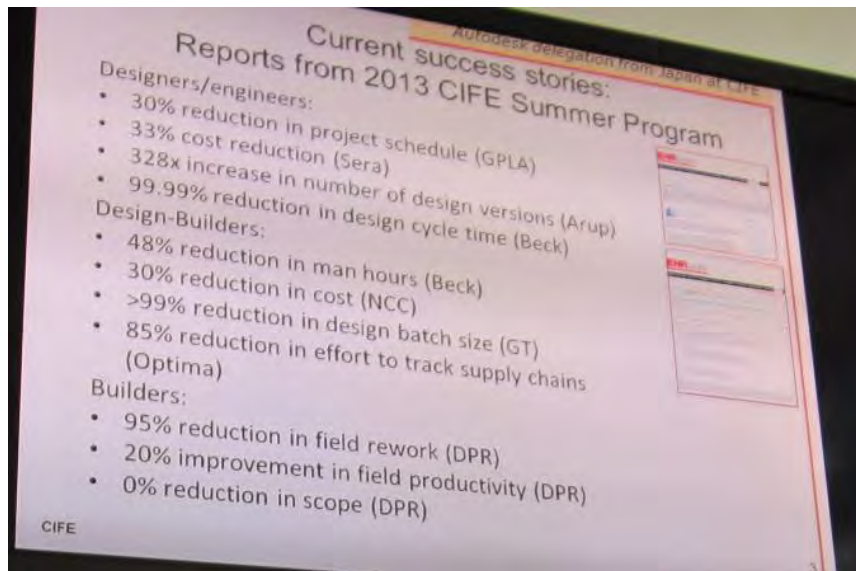 Autodesk delegation from Japan at CIFE
Current success stories:
Reports from 2013 CIFE Summer Program
Designers/engineers:
• 30% reduction in project schedule (GPLA)
• 33% cost reduction (Sera)
• 328x increase in number of design versions (Arup)
• 99.99% reduction in design cycle time (Beck)
Design-Builders:
• 48% reduction in man hours (Beck)
• 30% reduction in cost (NCC)
• >99% reduction in design batch size (GT)
• 85% reduction in effort to track supply chains
(Optima)
Builders:
• 95% reduction in field rework (DPR)
• 20% improvement in field productivity (DPR)
• 0% reduction in scope (DPR)
CIFE
3